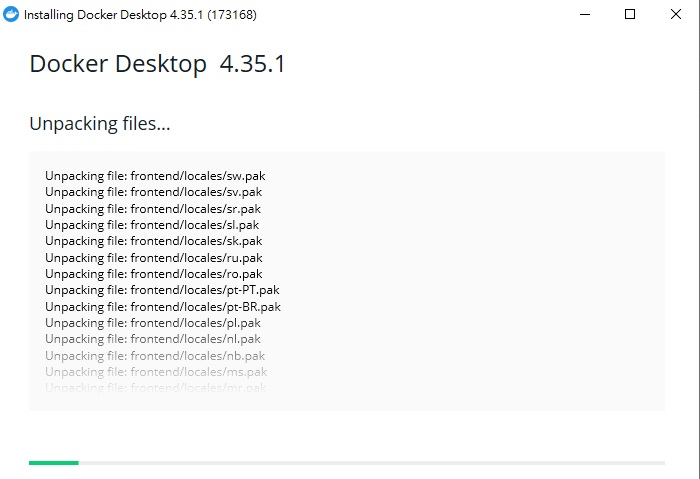 Installing Docker Desktop 4.35.1 (173168)
Docker Desktop 4.35.1
Unpacking files...
Unpacking file: frontend/locales/sw.pak
Unpacking file: frontend/locales/sv.pak
Unpacking file: frontend/locales/sr.pak
Unpacking file: frontend/locales/sl.pak
Unpacking file: frontend/locales/sk.pak
Unpacking file: frontend/locales/ru.pak
Unpacking file: frontend/locales/ro.pak
Unpacking file: frontend/locales/pt-PT.pak
Unpacking file: frontend/locales/pt-BR.pak
Unpacking file: frontend/locales/pl.pak
Unpacking file: frontend/locales/nl.pak
Unpacking file: frontend/locales/nb.pak
Unpacking file: frontend/locales/ms.pak
Unpacking file: frontend/locales/mr.pak